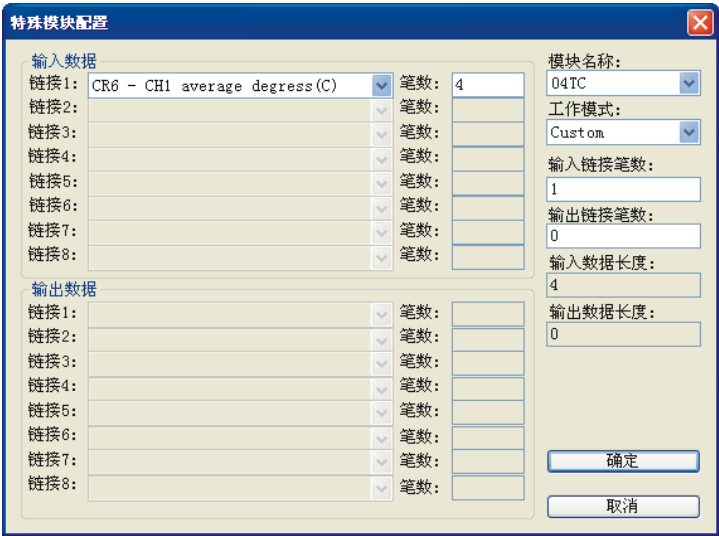 特殊模块配置
输入数据
链接1: CR6 - CH1 average degress(C) 笔数: 4
链接2: 笔数:
链接3: 笔数:
链接4: 笔数:
链接5: 笔数:
链接6: 笔数:
链接7: 笔数:
链接8: 笔数:
输出数据
链接1: 笔数:
链接2: 笔数:
链接3: 笔数:
链接4: 笔数:
链接5: 笔数:
链接6: 笔数:
链接7: 笔数:
链接8: 笔数:
模块名称:
04TC
工作模式:
Custom
输入链接笔数:
1
输出链接笔数:
0
输入数据长度:
4
输出数据长度:
0
确定
取消